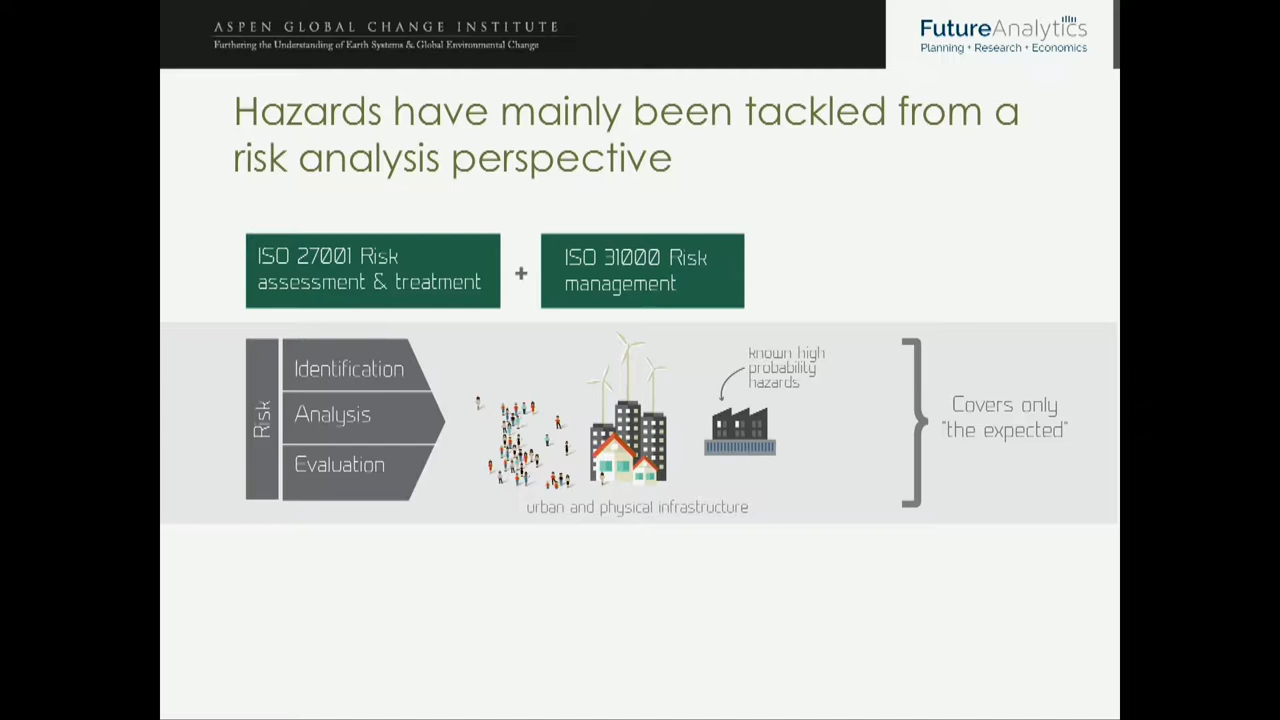 ASPEN GLOBAL CHANGE INSTITUTE
Furthering the Understanding of Earth Systems & Global Environmental Change
FutureAnalytics
Planning + Research + Economics
Hazards have mainly been tackled from a
risk analysis perspective
ISO 27001 Risk
assessment & treatment
+
ISO 31000 Risk
management
Risk
Identification
Analysis
Evaluation
known high
probability
hazards
urban and physical infrastructure
Covers only
"the expected"